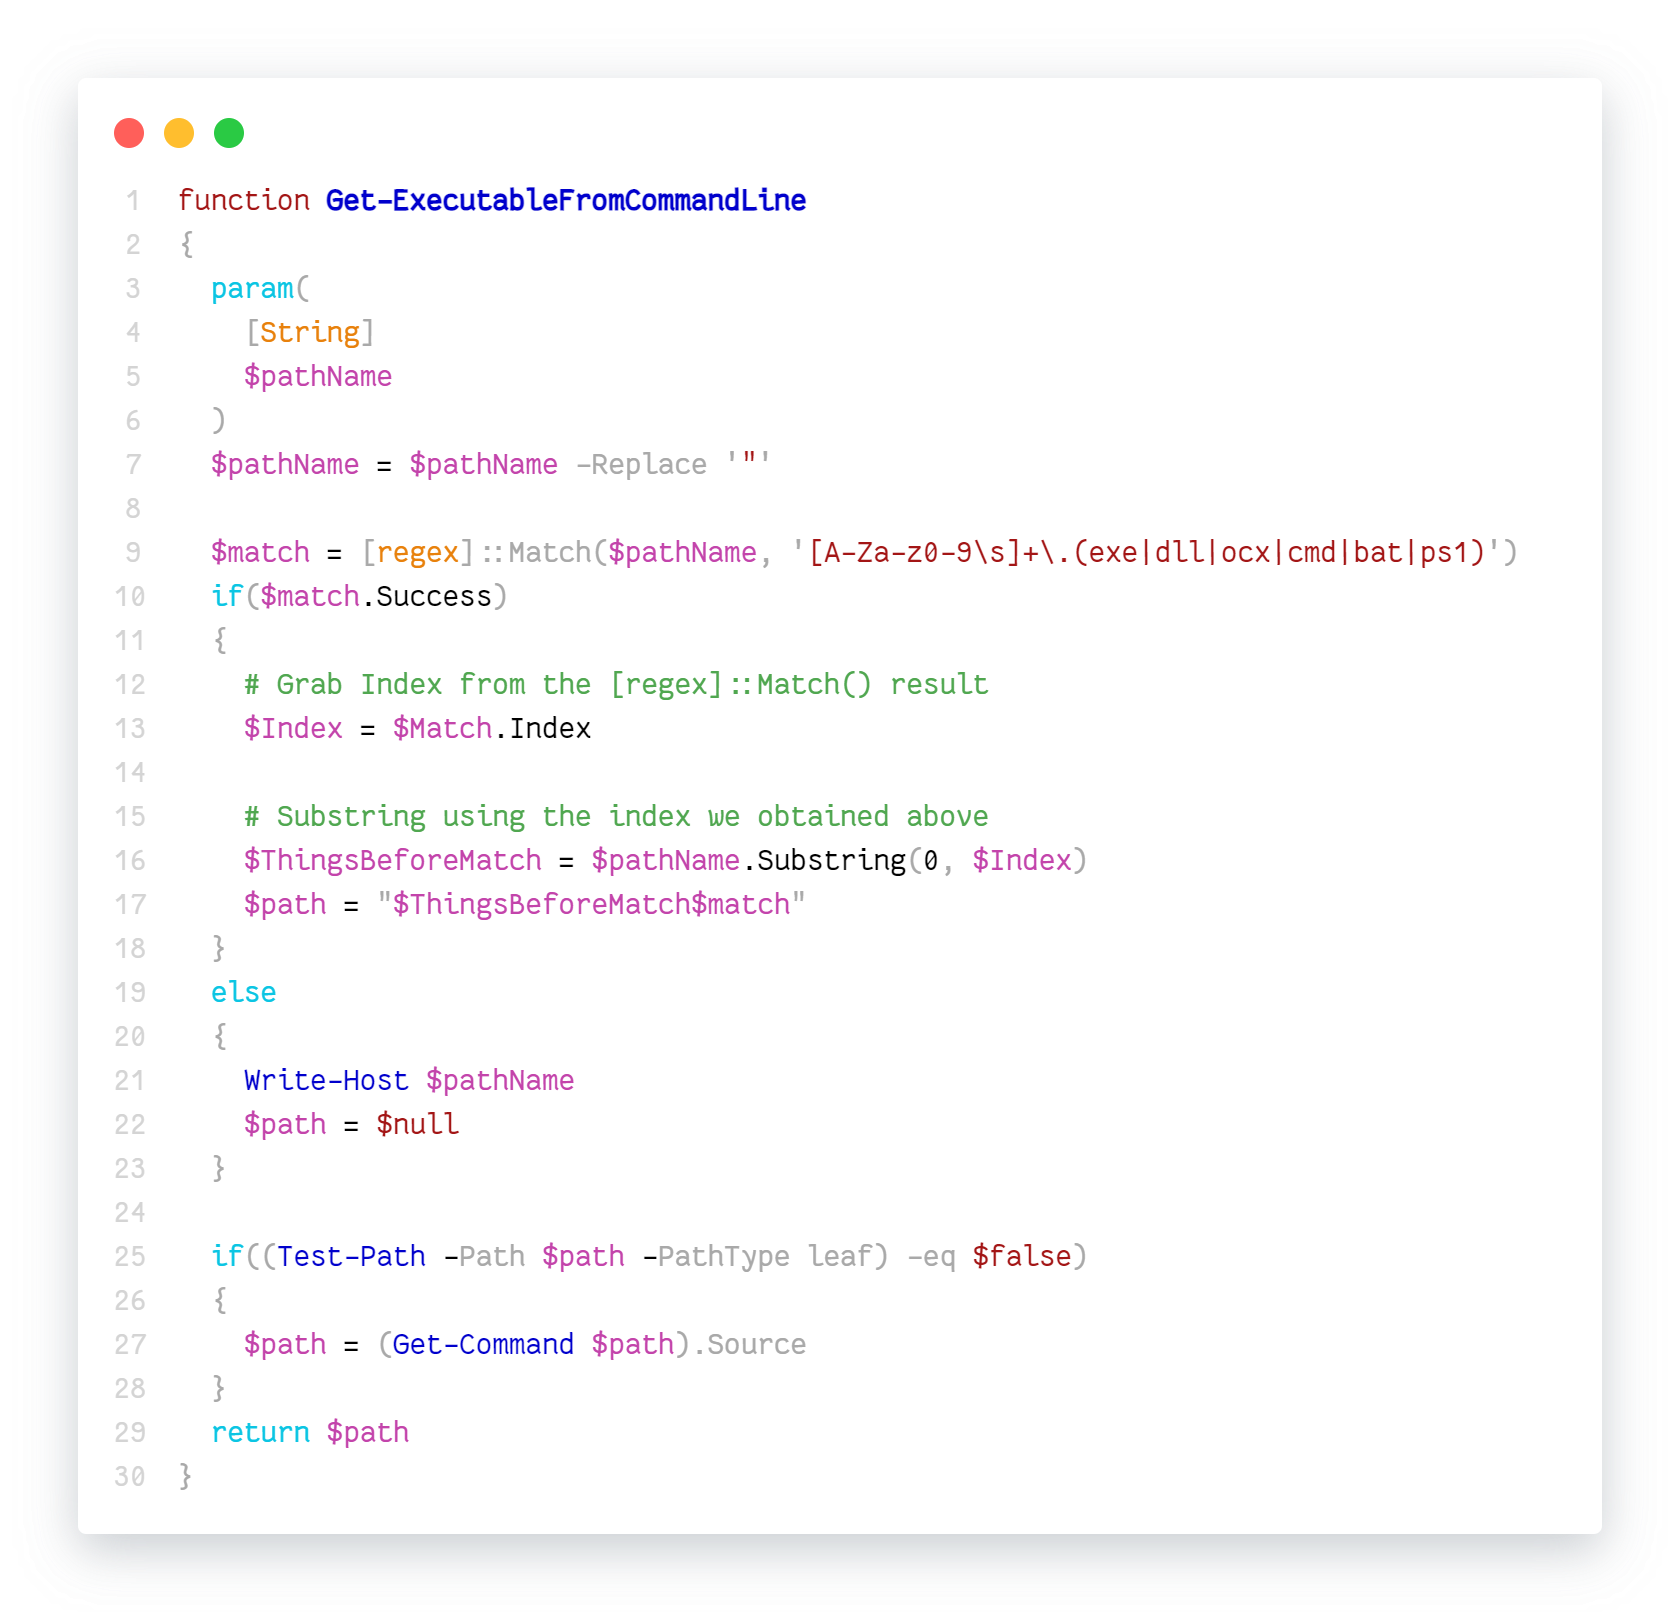 1 function Get-ExecutableFromCommandLine
2 {
3   param(
4     [String]
5     $pathName
6   )
7   $pathName = $pathName -Replace '"'
8
9   $match = [regex]::Match($pathName, '[A-Za-z0-9\s]+\.(exe|dll|ocx|cmd|bat|ps1)')
10   if($match.Success)
11   {
12     # Grab Index from the [regex]::Match() result
13     $Index = $Match.Index
14
15     # Substring using the index we obtained above
16     $ThingsBeforeMatch = $pathName.Substring(0, $Index)
17     $path = "$ThingsBeforeMatch$match"
18   }
19   else
20   {
21     Write-Host $pathName
22     $path = $null
23   }
24
25   if((Test-Path -Path $path -PathType leaf) -eq $false)
26   {
27     $path = (Get-Command $path).Source
28   }
29   return $path
30 }